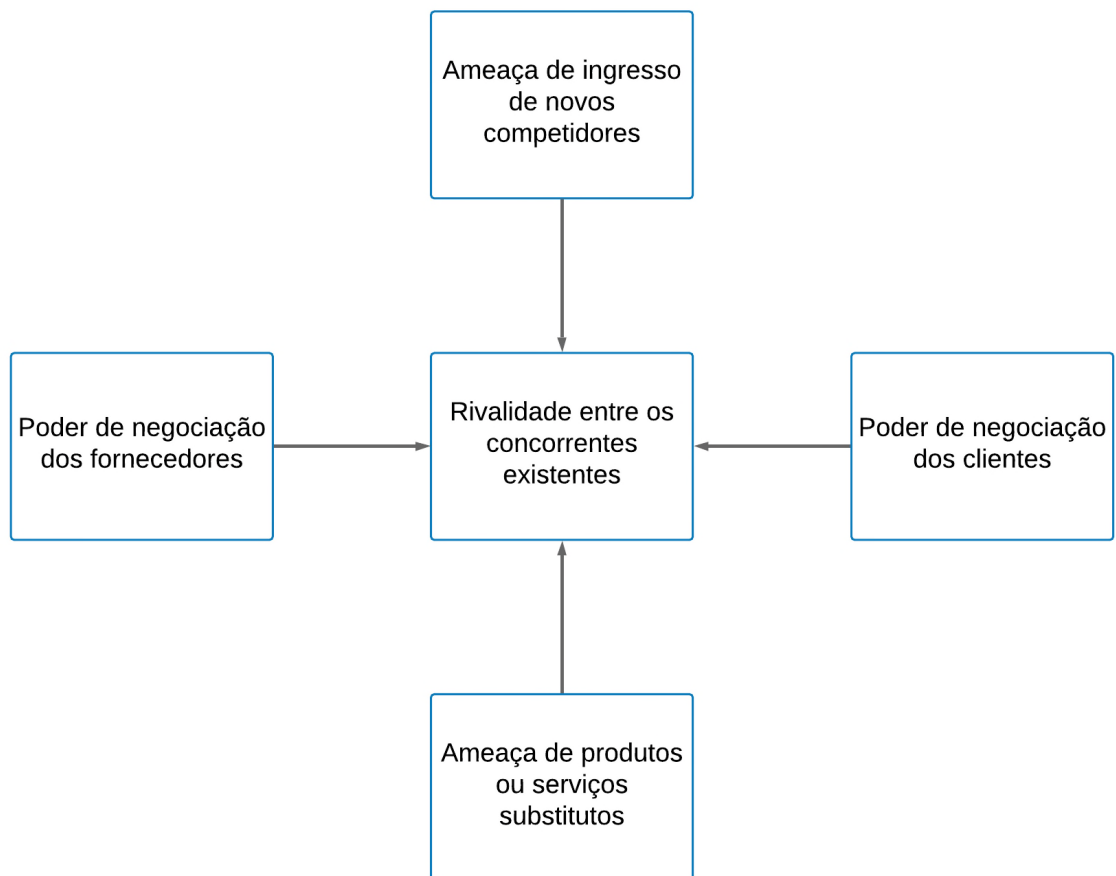 Ameaça de ingresso
de novos
competidores
Poder de negociação
dos fornecedores
Rivalidade entre os
concorrentes
existentes
Poder de negociação
dos clientes
Ameaça de produtos
ou serviços
substitutos